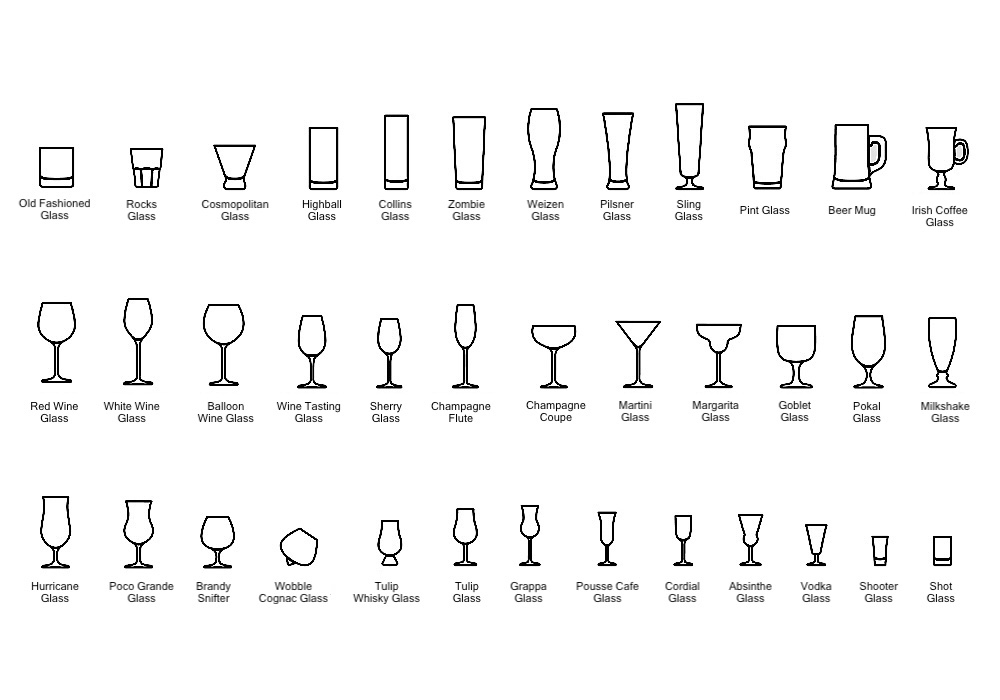 Old Fashioned
Glass
Rocks
Glass
Cosmopolitan
Glass
Highball
Glass
Collins
Glass
Zombie
Glass
Weizen
Glass
Pilsner
Glass
Sling
Glass
Pint Glass
Beer Mug
Irish Coffee
Glass
Red Wine
Glass
White Wine
Glass
Balloon
Wine Glass
Wine Tasting
Glass
Sherry
Glass
Champagne
Flute
Champagne
Coupe
Martini
Glass
Margarita
Glass
Goblet
Glass
Pokal
Glass
Milkshake
Glass
Hurricane
Glass
Poco Grande
Glass
Brandy
Snifter
Wobble
Cognac Glass
Tulip
Whisky Glass
Tulip
Glass
Grappa
Glass
Pousse Cafe
Glass
Cordial
Glass
Absinthe
Glass
Vodka
Glass
Shooter
Glass
Shot
Glass